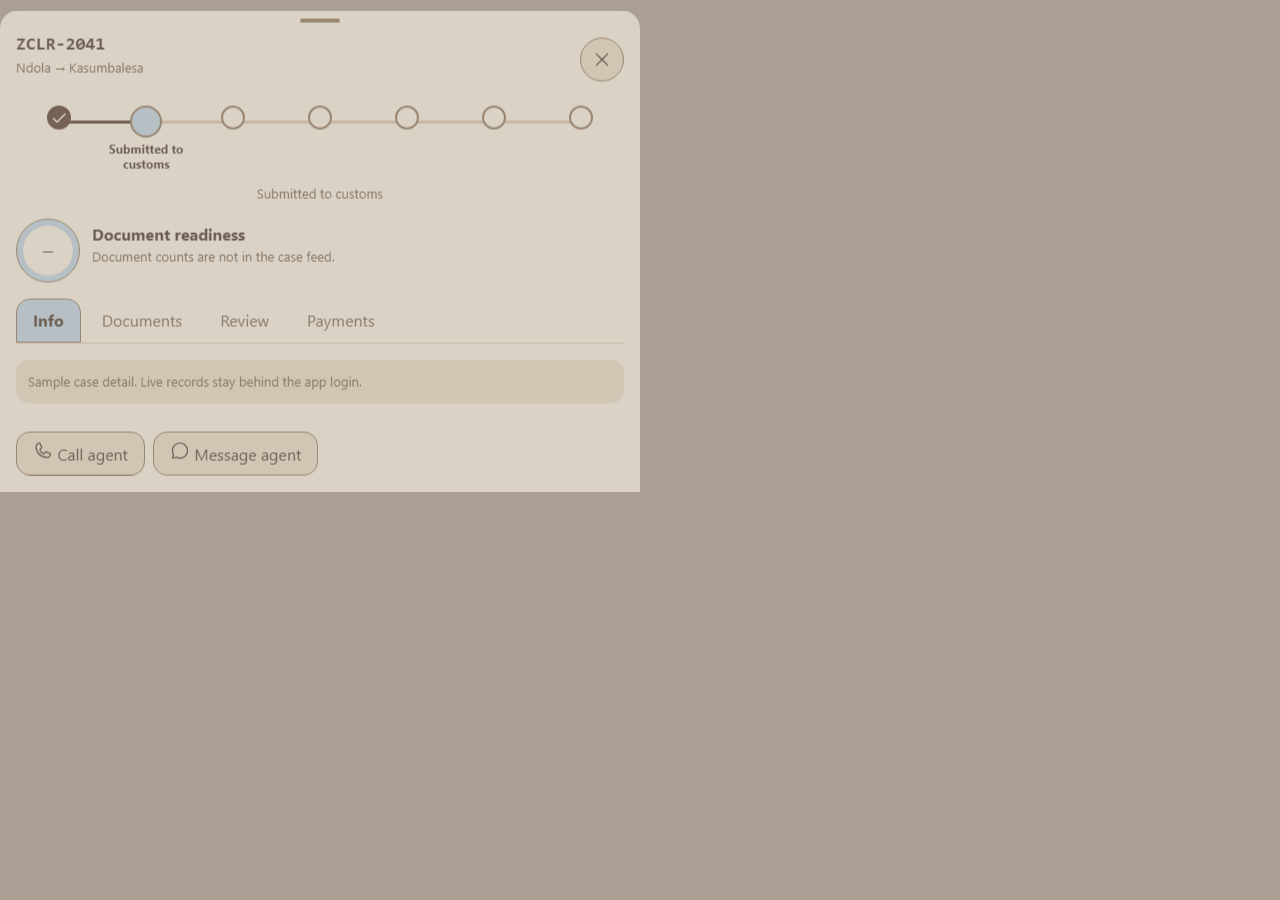 ZCLR-2041
Ndola → Kasumbalesa
Submitted to
customs
Submitted to customs
–
Document readiness
Document counts are not in the case feed.
Info
Documents
Review
Payments
Sample case detail. Live records stay behind the app login.
Call agent
Message agent